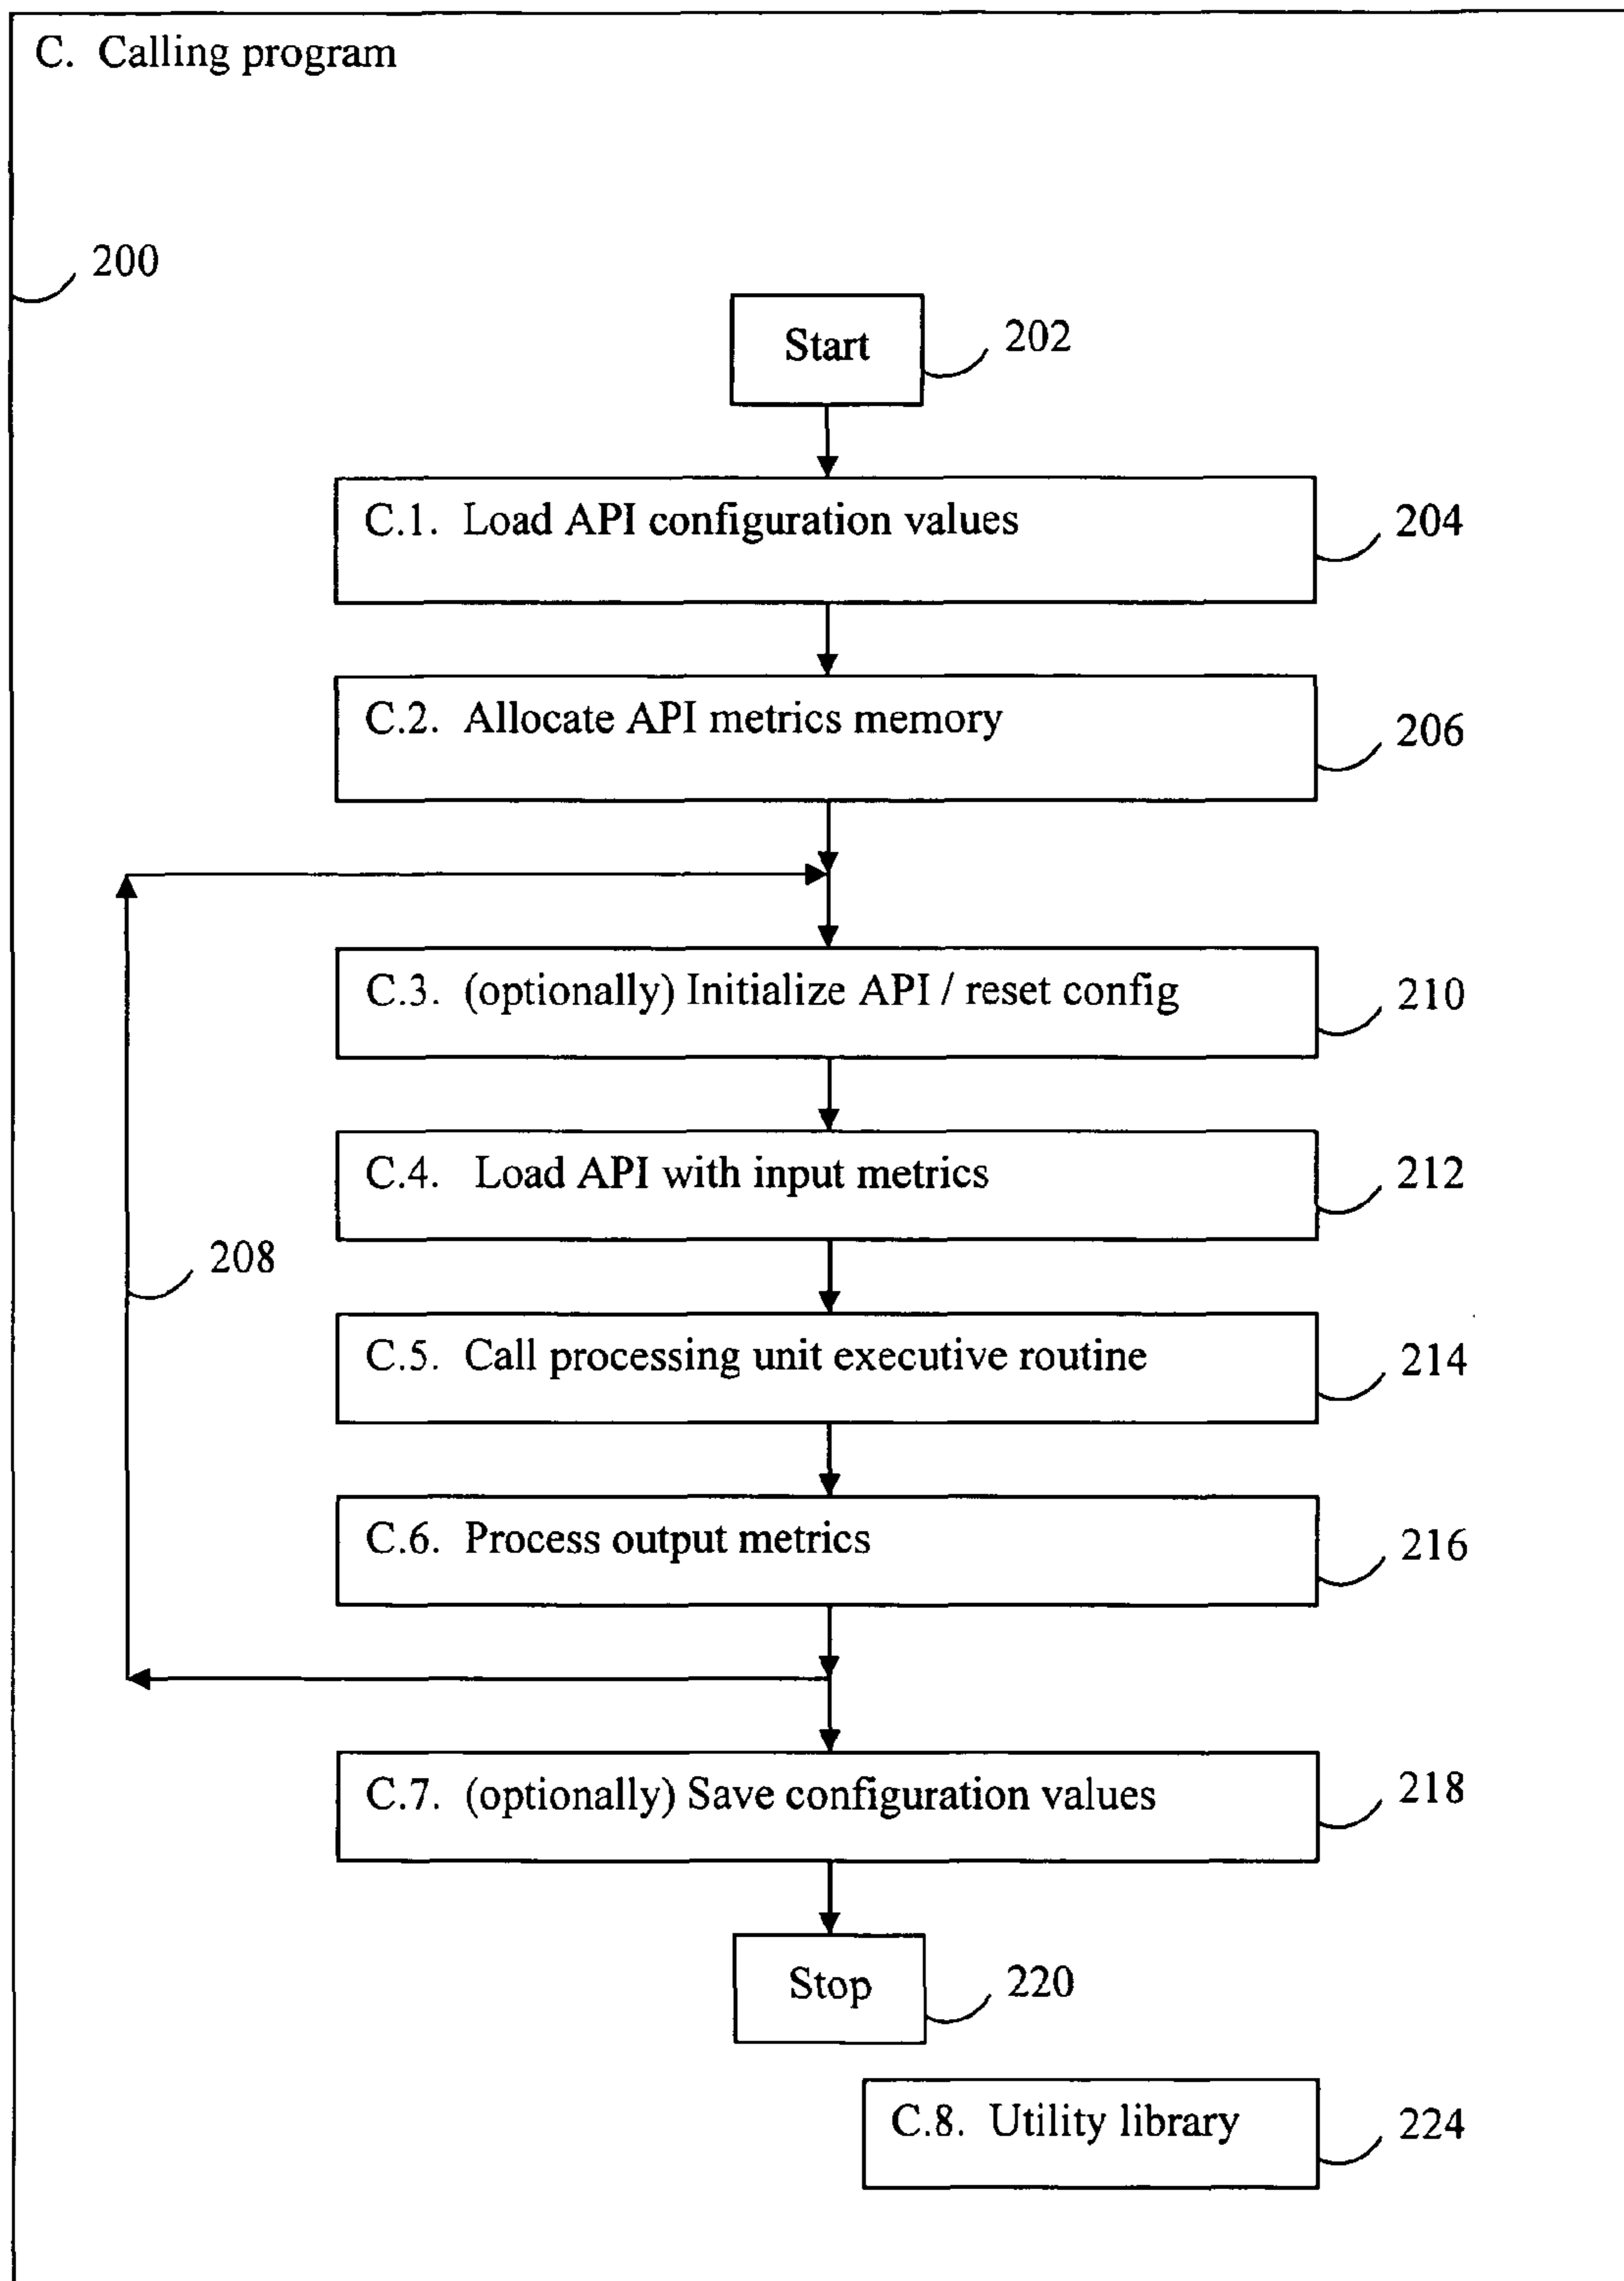 C. Calling program
200
Start
202
C.1. Load API configuration values
204
C.2. Allocate API metrics memory
206
C.3. (optionally) Initialize API / reset config
210
C.4. Load API with input metrics
212
208
C.5. Call processing unit executive routine
214
C.6. Process output metrics
216
C.7. (optionally) Save configuration values
218
Stop
220
C.8. Utility library
224